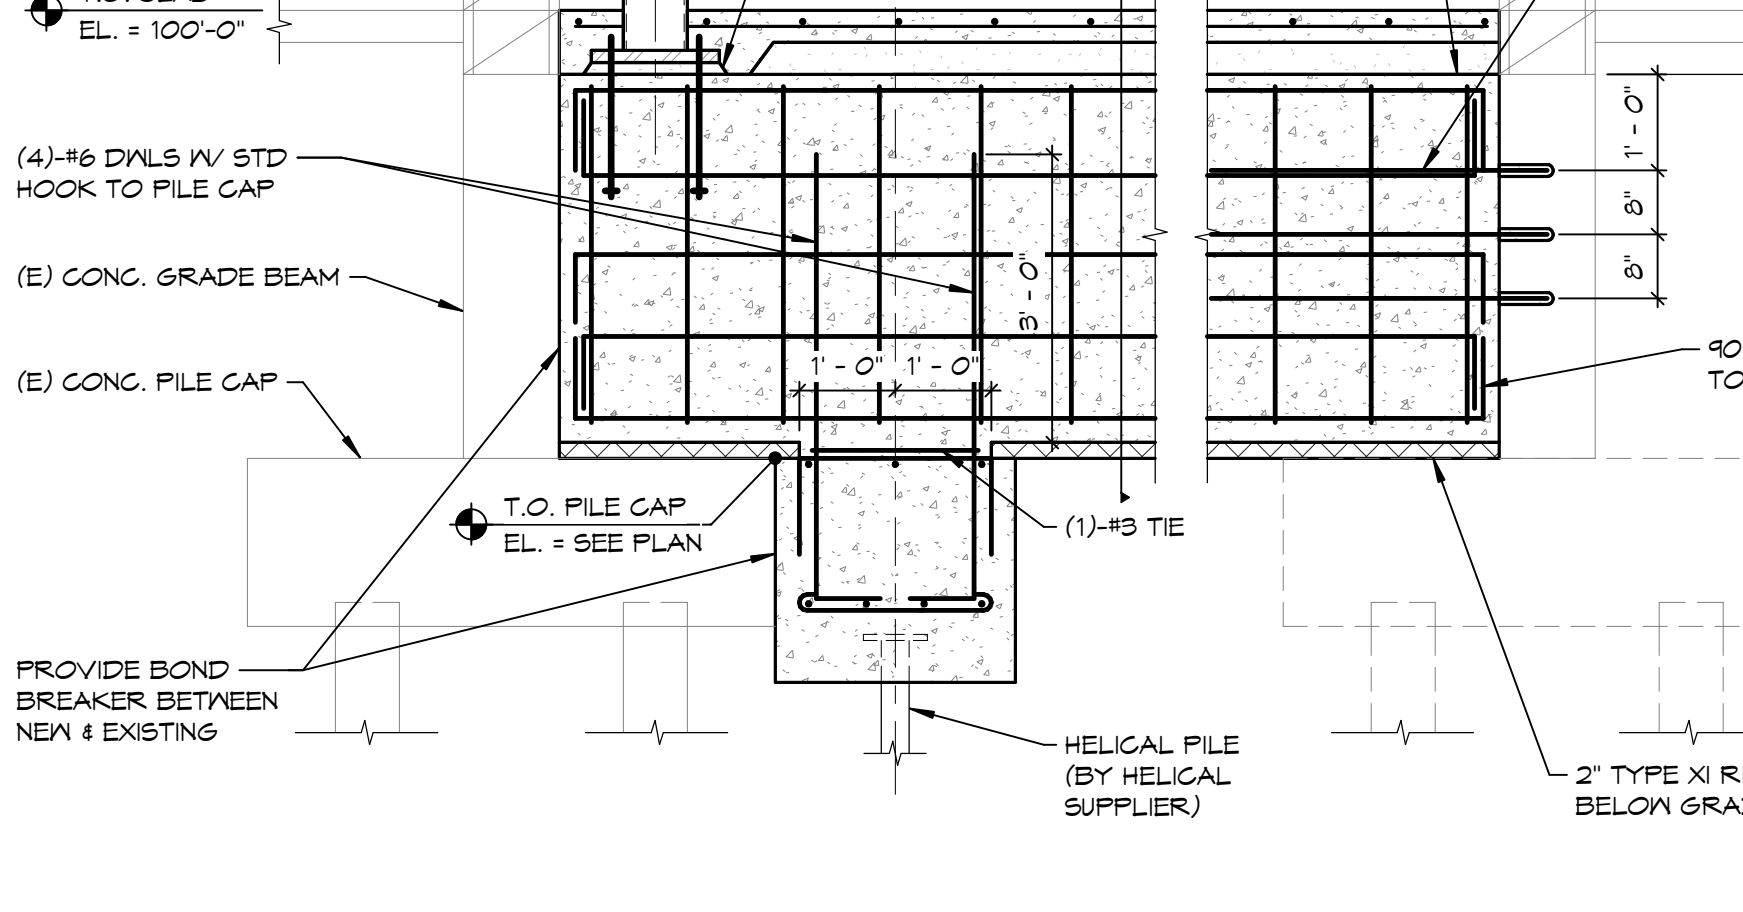 EL. = 100'-0"
(4)-#6 DWLS W/ STD
HOOK TO PILE CAP
(E) CONC. GRADE BEAM
(E) CONC. PILE CAP
PROVIDE BOND
BREAKER BETWEEN
NEW & EXISTING
T.O. PILE CAP
EL. = SEE PLAN
1' - 0" 1' - 0"
3' - 0"
(1)-#3 TIE
HELICAL PILE
(BY HELICAL
SUPPLIER)
1' - 0"
8"
8"
90
TO
2" TYPE XI
BELOW